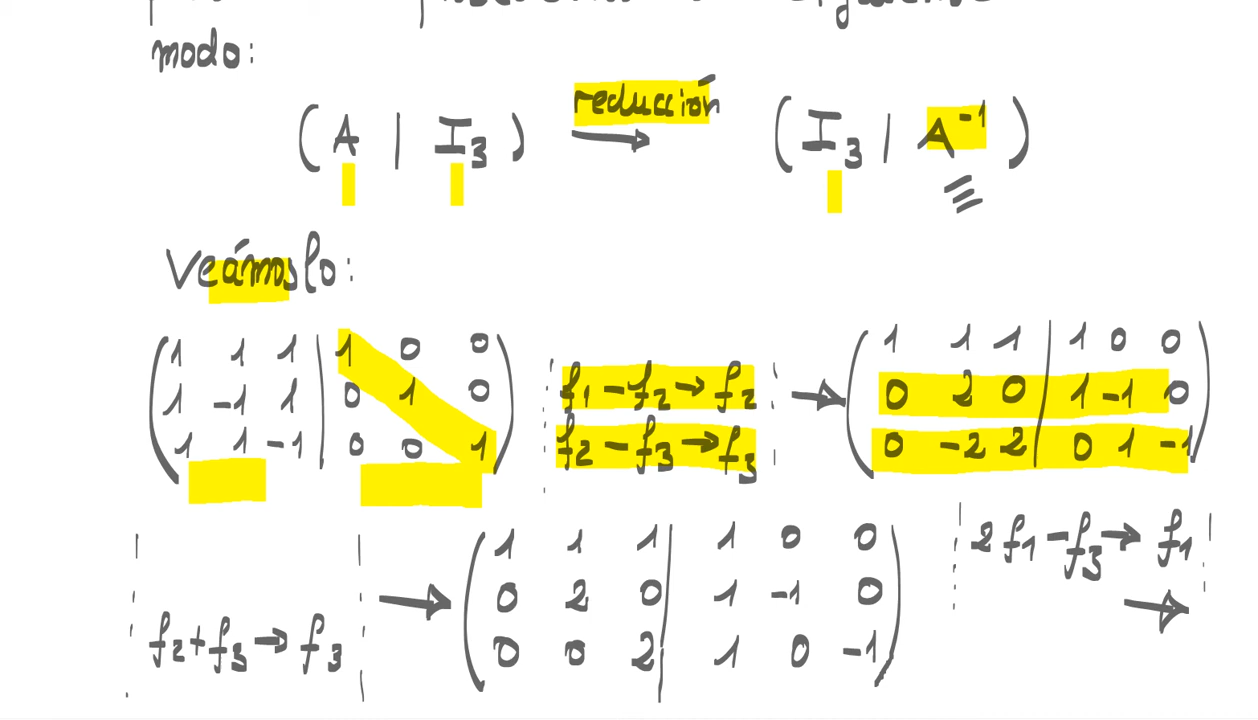 modo:
( A | I₃ ) reducción → ( I₃ | A⁻¹ )
Veámoslo:
( 1 1 1 | 1 0 0 ) ( 1 1 1 | 1 0 0 )
( 1 -1 1 | 0 1 0 ) f₁ - f₂ → f₂ → ( 0 2 0 | 1 -1 0 )
( 1 1 -1 | 0 0 1 ) f₂ - f₃ → f₃ ( 0 -2 2 | 0 1 -1 )
( 1 1 1 | 1 0 0 ) 2f₁ - f₃ → f₁
→ ( 0 2 0 | 1 -1 0 ) →
f₂ + f₃ → f₃ ( 0 0 2 | 1 0 -1 )